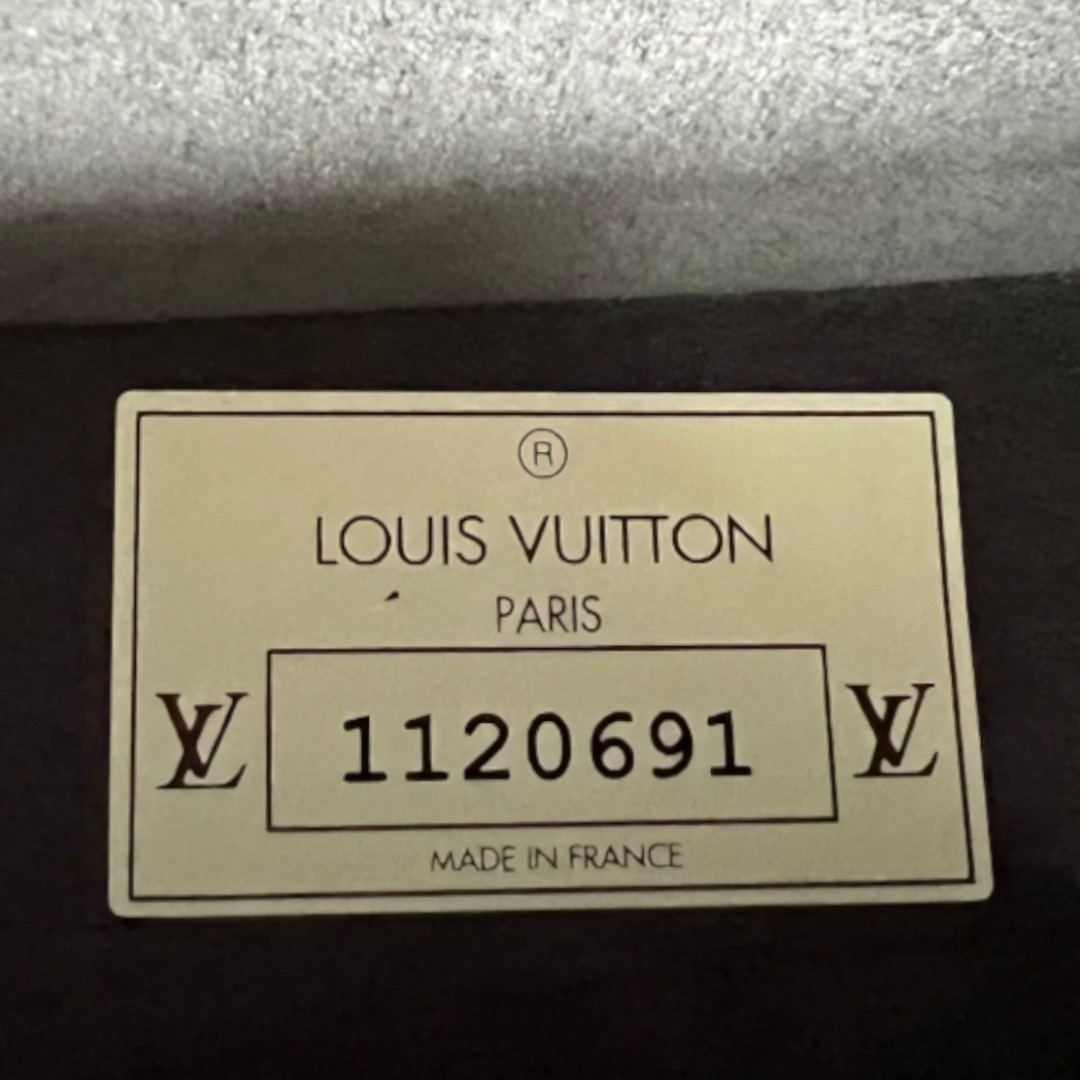 ®
LOUIS VUITTON
PARIS
LV 1120691 LV
MADE IN FRANCE